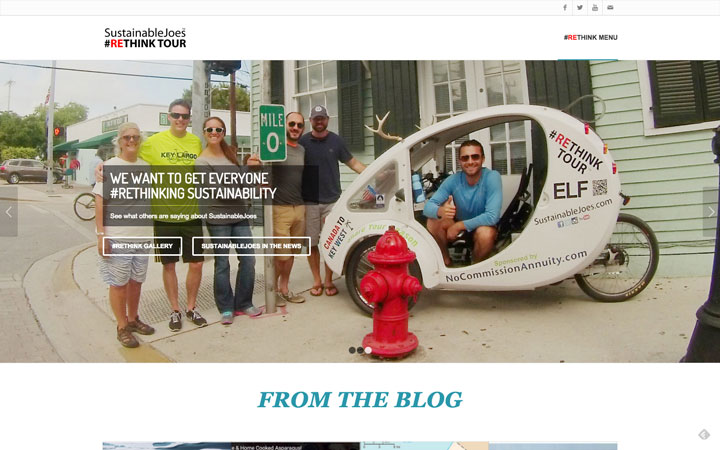 SustainableJoes
#RETHINK TOUR
#RETHINK MENU
MILE
0
KEY LARGO
WE WANT TO GET EVERYONE
#RETHINKING SUSTAINABILITY
See what others are saying about SustainableJoes
#RETHINK GALLERY
SUSTAINABLEJOES IN THE NEWS
#RETHINK
TOUR
ELF
SustainableJoes.com
CANADA TO
KEY WEST
Sponsored by
NoCommissionAnnuity.com
FROM THE BLOG
& Home Cooked Asparagus